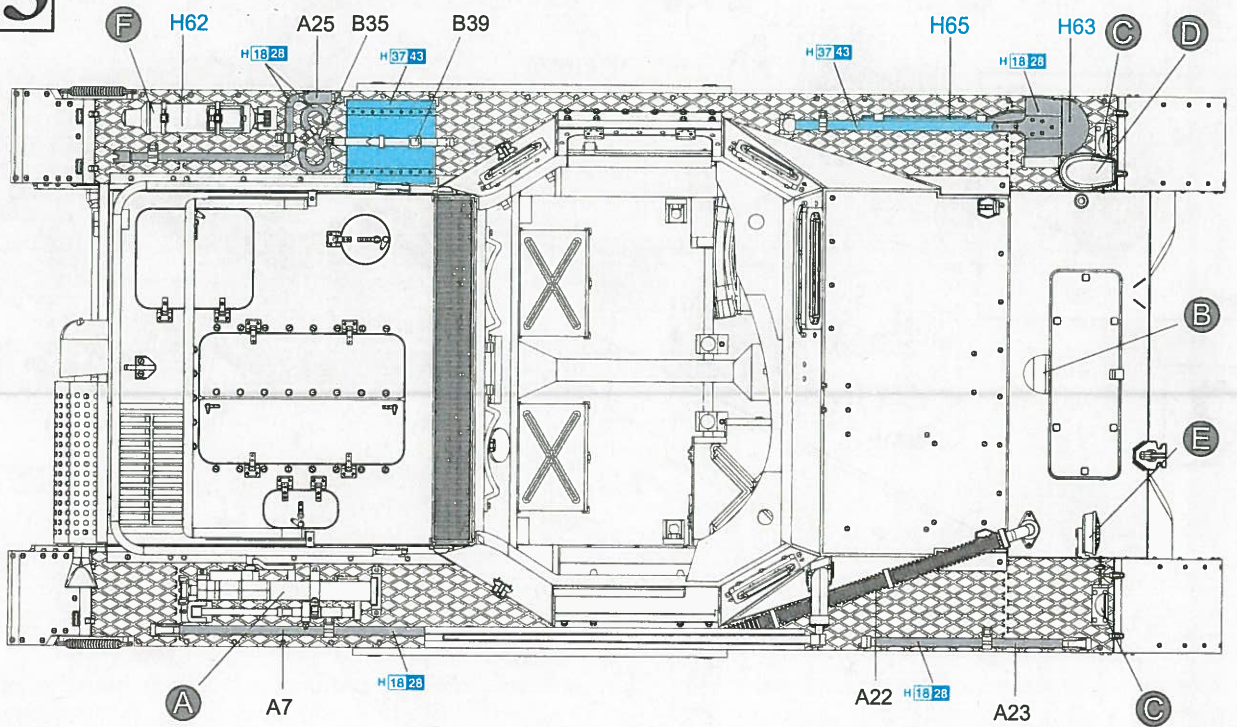 F H62 A25 B35 B39 H65 H63 C D
H 18 28 H 37 43 H 37 43 H 18 28
B
E
H 18 28 H 18 28
A A7 A22 A23 C